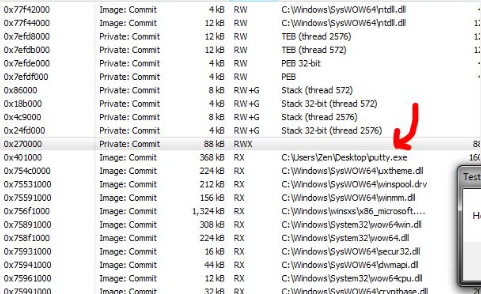 0x77f42000 Image: Commit 4 kB RW C:\Windows\SysWOW64\ntdll.dll
0x77f43000 Image: Commit 12 kB RW C:\Windows\SysWOW64\ntdll.dll 12
0x7efd8000 Private: Commit 8 kB RW TEB (thread 2576)
0x7efdb000 Private: Commit 12 kB RW TEB (thread 572) 12
0x7efde000 Private: Commit 4 kB RW PEB 32-bit
0x7efdf000 Private: Commit 4 kB RW PEB
0x86000 Private: Commit 8 kB RW+G Stack (thread 572)
0x18b000 Private: Commit 8 kB RW+G Stack 32-bit (thread 572)
0x4c9000 Private: Commit 8 kB RW+G Stack (thread 2576)
0x24fd000 Private: Commit 8 kB RW+G Stack 32-bit (thread 2576)
0x270000 Private: Commit 88 kB RWX 88
0x401000 Image: Commit 368 kB RX C:\Users\Zen\Desktop\putty.exe 160
0x754c0000 Image: Commit 224 kB RX C:\Windows\SysWOW64\uxtheme.dll
0x75531000 Image: Commit 212 kB RX C:\Windows\SysWOW64\winspool.drv
0x75591000 Image: Commit 156 kB RX C:\Windows\SysWOW64\winmm.dll
0x756f1000 Image: Commit 1,324 kB RX C:\Windows\winsxs\x86_microsoft....
0x75891000 Image: Commit 308 kB RX C:\Windows\System32\wow64win.dll
0x758f1000 Image: Commit 224 kB RX C:\Windows\System32\wow64.dll
0x75931000 Image: Commit 16 kB RX C:\Windows\SysWOW64\secur32.dll
0x75941000 Image: Commit 44 kB RX C:\Windows\SysWOW64\dwmapi.dll
0x75961000 Image: Commit 12 kB RX C:\Windows\System32\wow64cpu.dll
0x75991000 Image: Commit 32 kB RX C:\Windows\SysWOW64\cryptbase.dll
Test